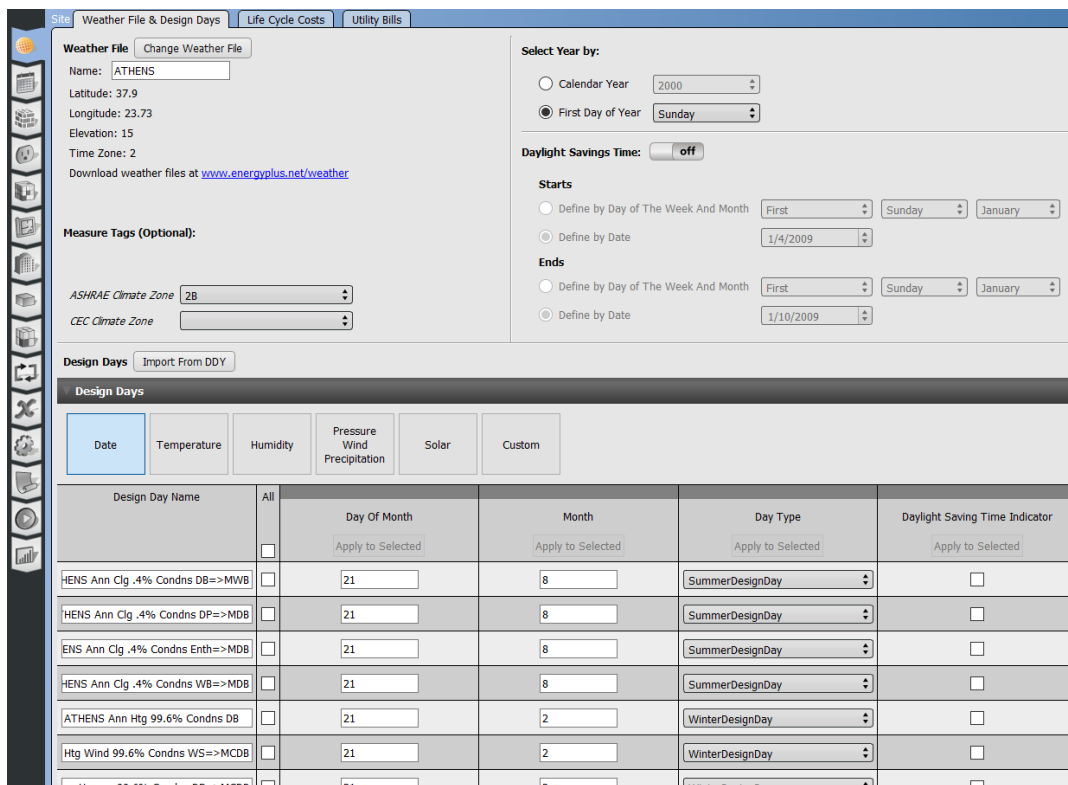 Site Weather File & Design Days Life Cycle Costs Utility Bills
Weather File Change Weather File
Name: ATHENS
Latitude: 37.9
Longitude: 23.73
Elevation: 15
Time Zone: 2
Download weather files at www.energyplus.net/weather
Measure Tags (Optional):
ASHRAE Climate Zone 2B
CEC Climate Zone
Select Year by:
Calendar Year 2000
First Day of Year Sunday
Daylight Savings Time: off
Starts
Define by Day of The Week And Month First Sunday January
Define by Date 1/4/2009
Ends
Define by Day of The Week And Month First Sunday January
Define by Date 1/10/2009
Design Days Import From DDY
Design Days
Date Temperature Humidity Pressure Wind Precipitation Solar Custom
Design Day Name All Day Of Month Month Day Type Daylight Saving Time Indicator
Apply to Selected Apply to Selected Apply to Selected Apply to Selected
HENS Ann Clg .4% Condns DB=>MWB 21 8 SummerDesignDay
THENS Ann Clg .4% Condns DP=>MDB 21 8 SummerDesignDay
ENS Ann Clg .4% Condns Enth=>MDB 21 8 SummerDesignDay
HENS Ann Clg .4% Condns WB=>MDB 21 8 SummerDesignDay
ATHENS Ann Htg 99.6% Condns DB 21 2 WinterDesignDay
Htg Wind 99.6% Condns WS=>MCDB 21 2 WinterDesignDay